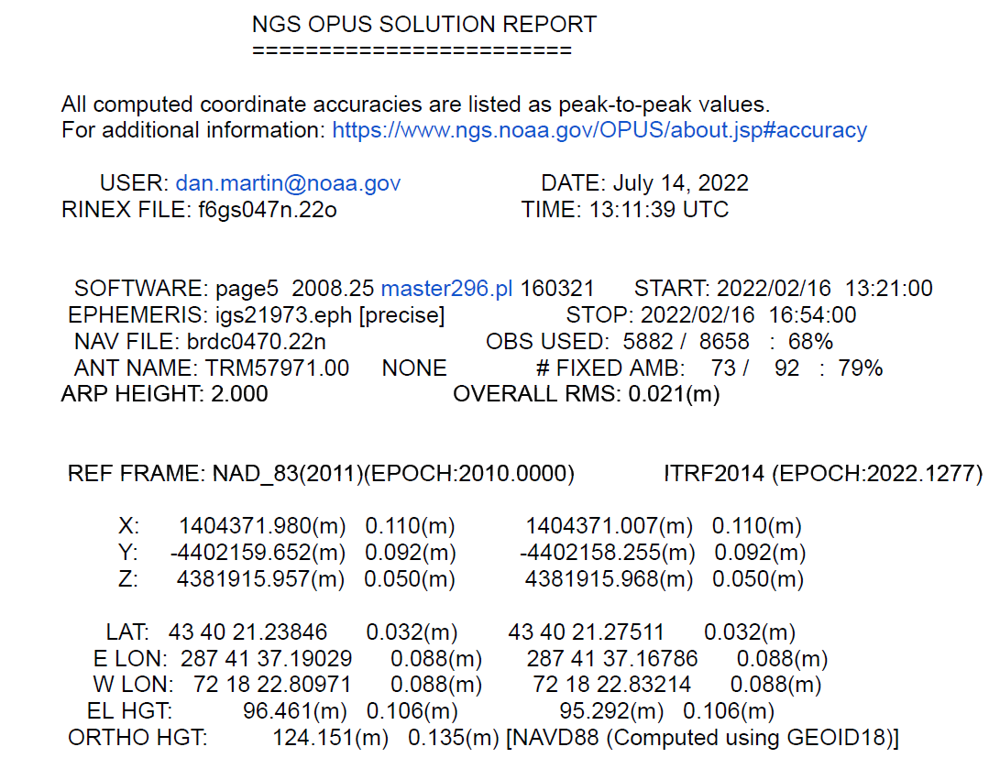 NGS OPUS SOLUTION REPORT
========================
All computed coordinate accuracies are listed as peak-to-peak values.
For additional information: https://www.ngs.noaa.gov/OPUS/about.jsp#accuracy
USER: dan.martin@noaa.gov DATE: July 14, 2022
RINEX FILE: f6gs047n.22o TIME: 13:11:39 UTC
SOFTWARE: page5 2008.25 master296.pl 160321 START: 2022/02/16 13:21:00
EPHEMERIS: igs21973.eph [precise] STOP: 2022/02/16 16:54:00
NAV FILE: brdc0470.22n OBS USED: 5882 / 8658 : 68%
ANT NAME: TRM57971.00 NONE # FIXED AMB: 73 / 92 : 79%
ARP HEIGHT: 2.000 OVERALL RMS: 0.021(m)
REF FRAME: NAD_83(2011)(EPOCH:2010.0000) ITRF2014 (EPOCH:2022.1277)
X: 1404371.980(m) 0.110(m) 1404371.007(m) 0.110(m)
Y: -4402159.652(m) 0.092(m) -4402158.255(m) 0.092(m)
Z: 4381915.957(m) 0.050(m) 4381915.968(m) 0.050(m)
LAT: 43 40 21.23846 0.032(m) 43 40 21.27511 0.032(m)
E LON: 287 41 37.19029 0.088(m) 287 41 37.16786 0.088(m)
W LON: 72 18 22.80971 0.088(m) 72 18 22.83214 0.088(m)
EL HGT: 96.461(m) 0.106(m) 95.292(m) 0.106(m)
ORTHO HGT: 124.151(m) 0.135(m) [NAVD88 (Computed using GEOID18)]